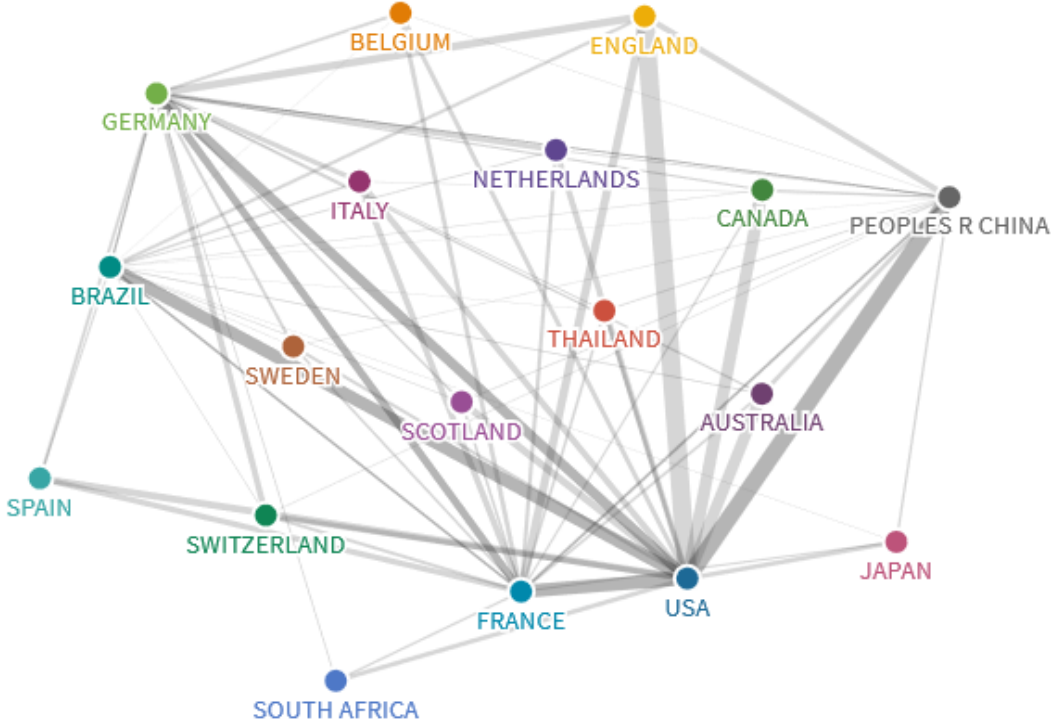 BELGIUM
ENGLAND
GERMANY
NETHERLANDS
ITALY
CANADA
PEOPLES R CHINA
BRAZIL
THAILAND
SWEDEN
AUSTRALIA
SCOTLAND
SPAIN
SWITZERLAND
JAPAN
USA
FRANCE
SOUTH AFRICA